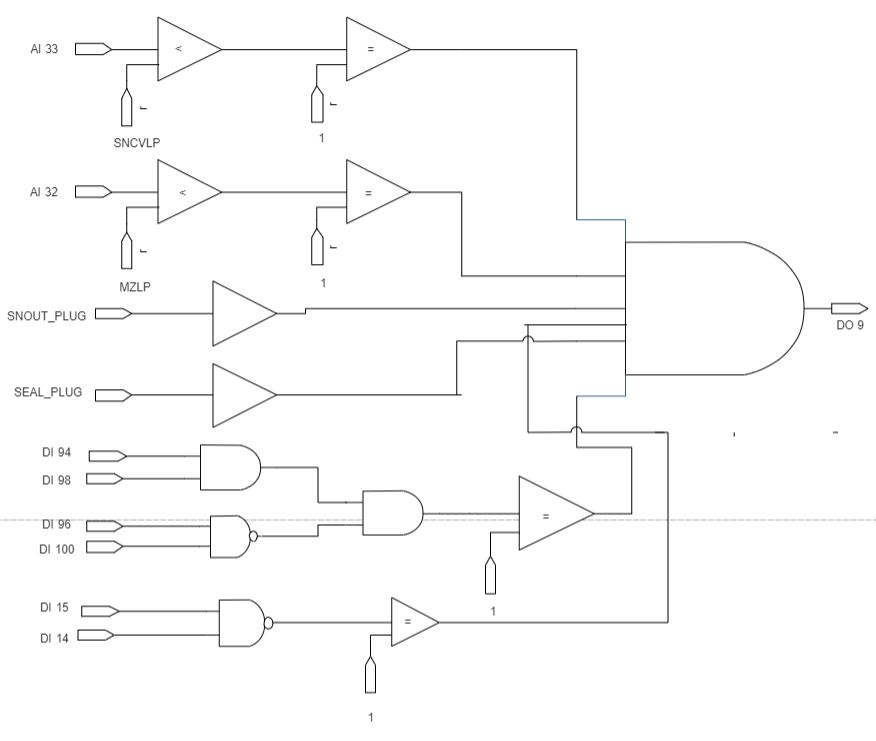 AI 33
<
=
r
r
SNCVLP
1
AI 32
<
=
r
r
MZLP
1
SNOUT_PLUG
DO 9
SEAL_PLUG
DI 94
DI 98
DI 96
=
DI 100
1
DI 15
=
DI 14
1